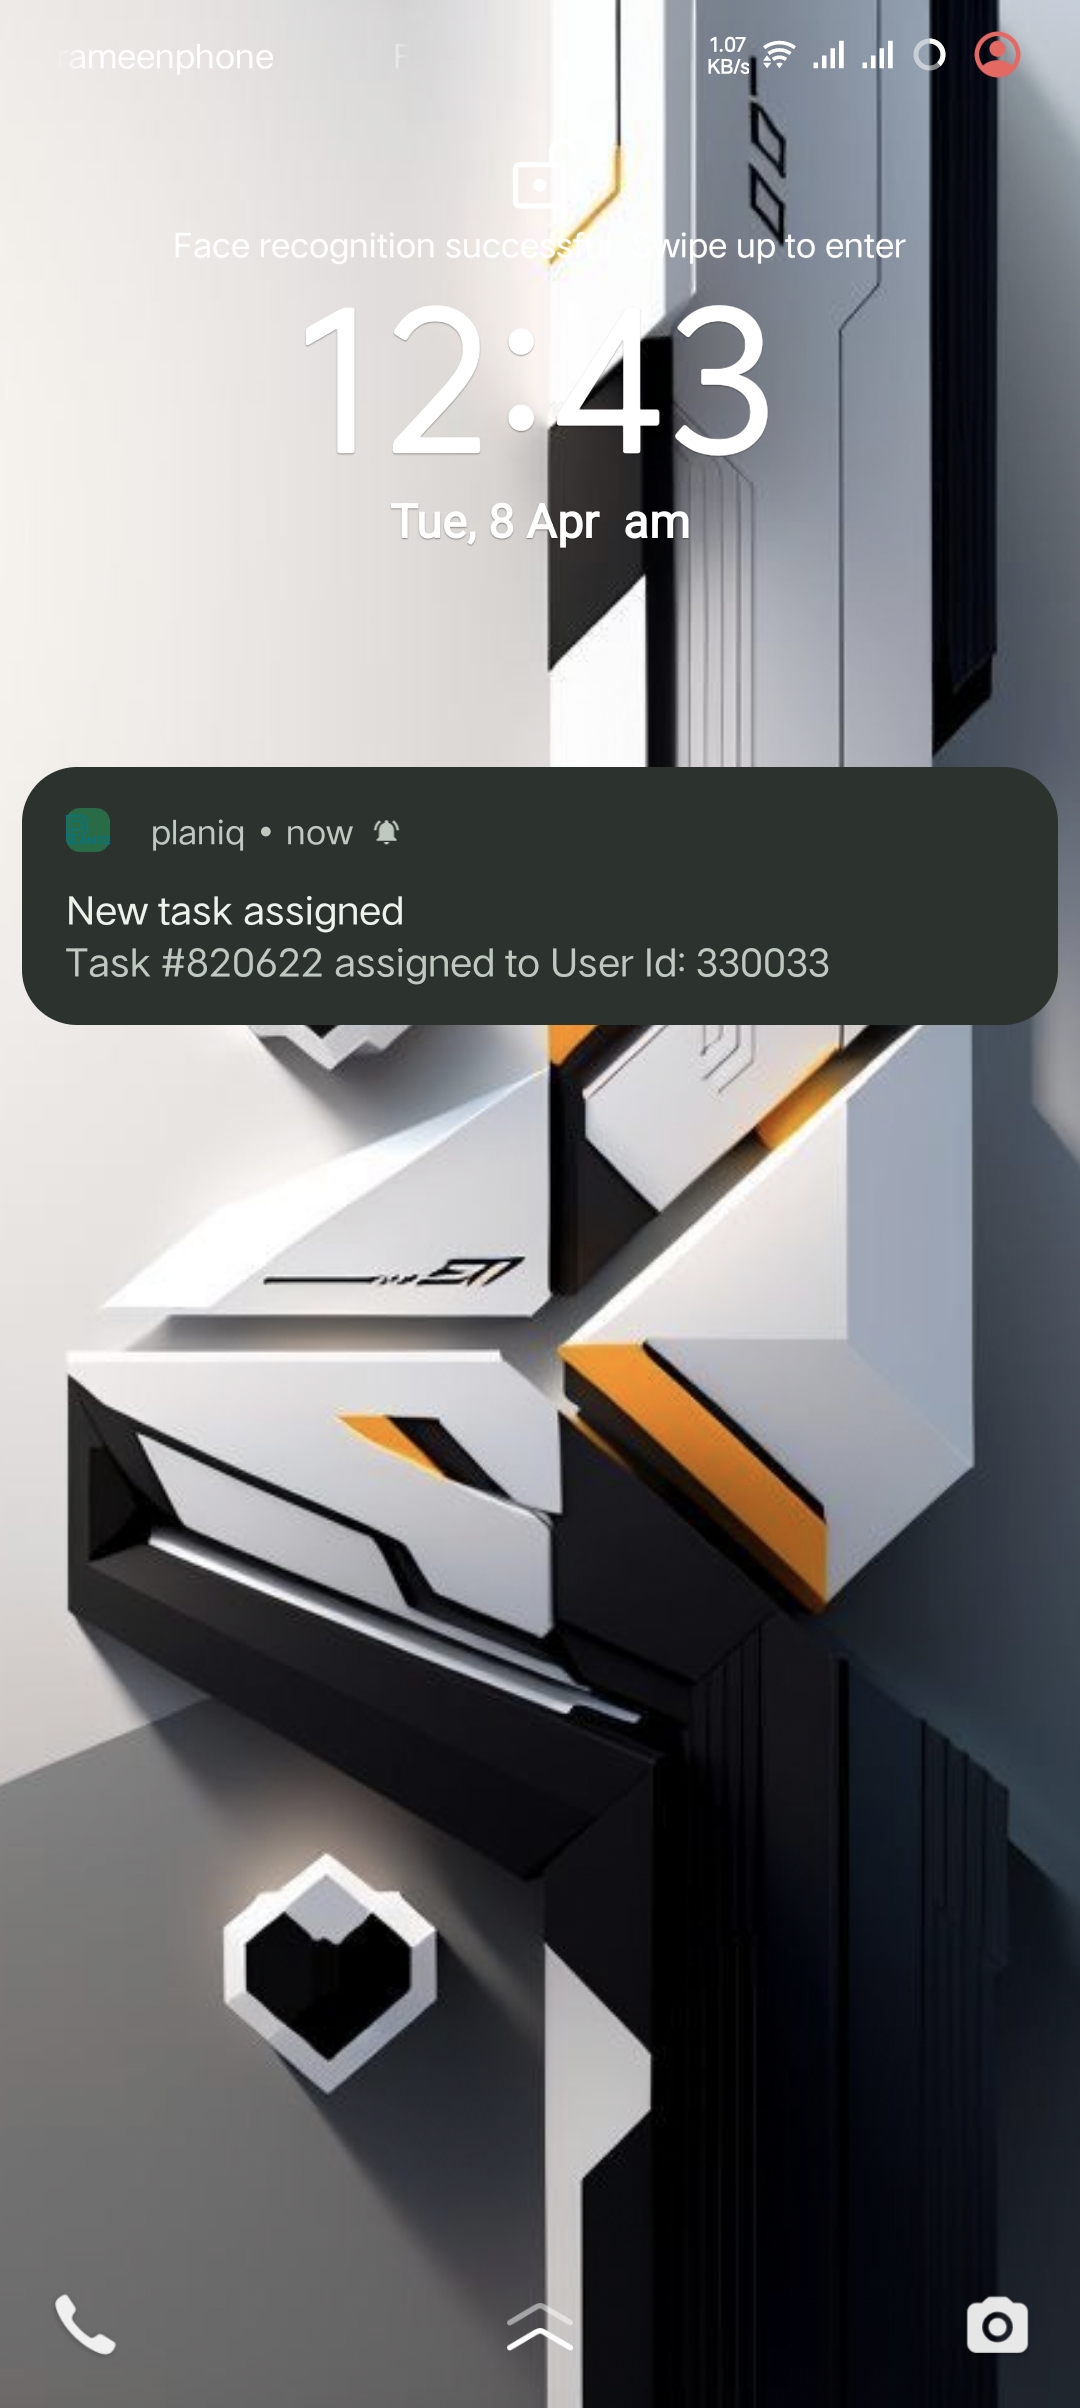 rameenphone
1.07
KB/s
Face recognition successful Swipe up to enter
12:43
Tue, 8 Apr am
planiq • now
New task assigned
Task #820622 assigned to User Id: 330033